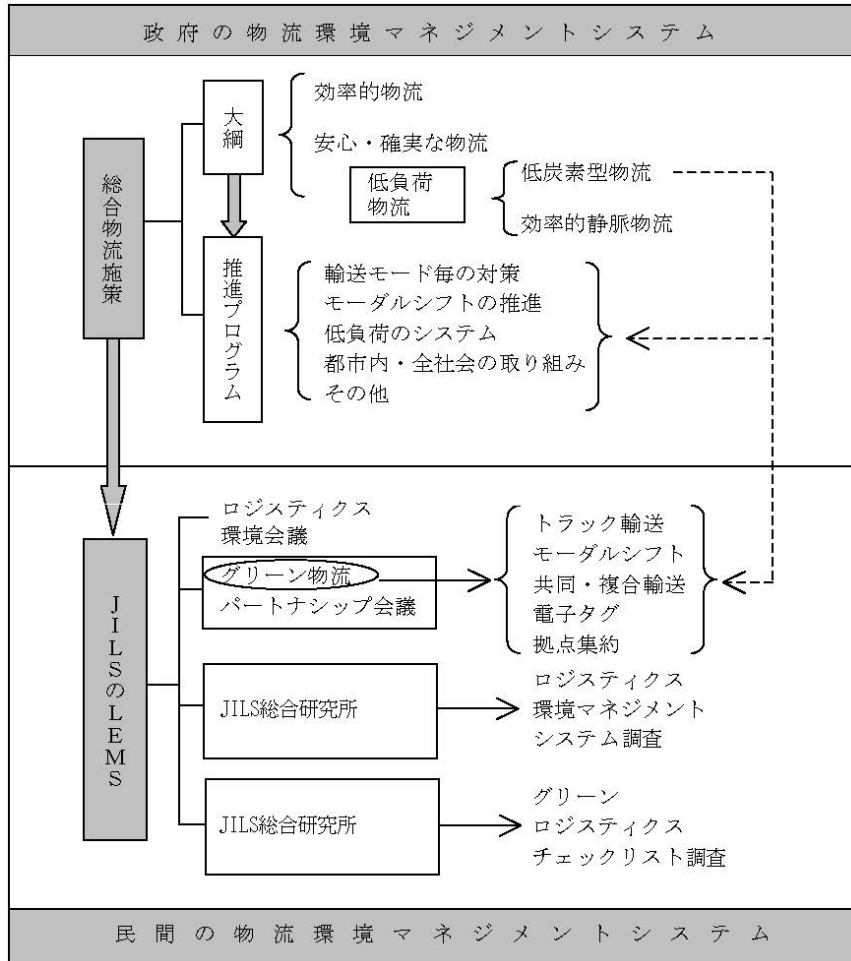 政府の物流環境マネジメントシステム
総合物流施策
大綱
効率的物流
安心・確実な物流
低負荷
物流
低炭素型物流
効率的静脈物流
推進プログラム
輸送モード毎の対策
モーダルシフトの推進
低負荷のシステム
都市内・全社会の取り組み
その他
JILSのLEMS
ロジスティクス
環境会議
グリーン物流
パートナシップ会議
トラック輸送
モーダルシフト
共同・複合輸送
電子タグ
拠点集約
JILS総合研究所
ロジスティクス
環境マネジメント
システム調査
JILS総合研究所
グリーン
ロジスティクス
チェックリスト調査
民間の物流環境マネジメントシステム